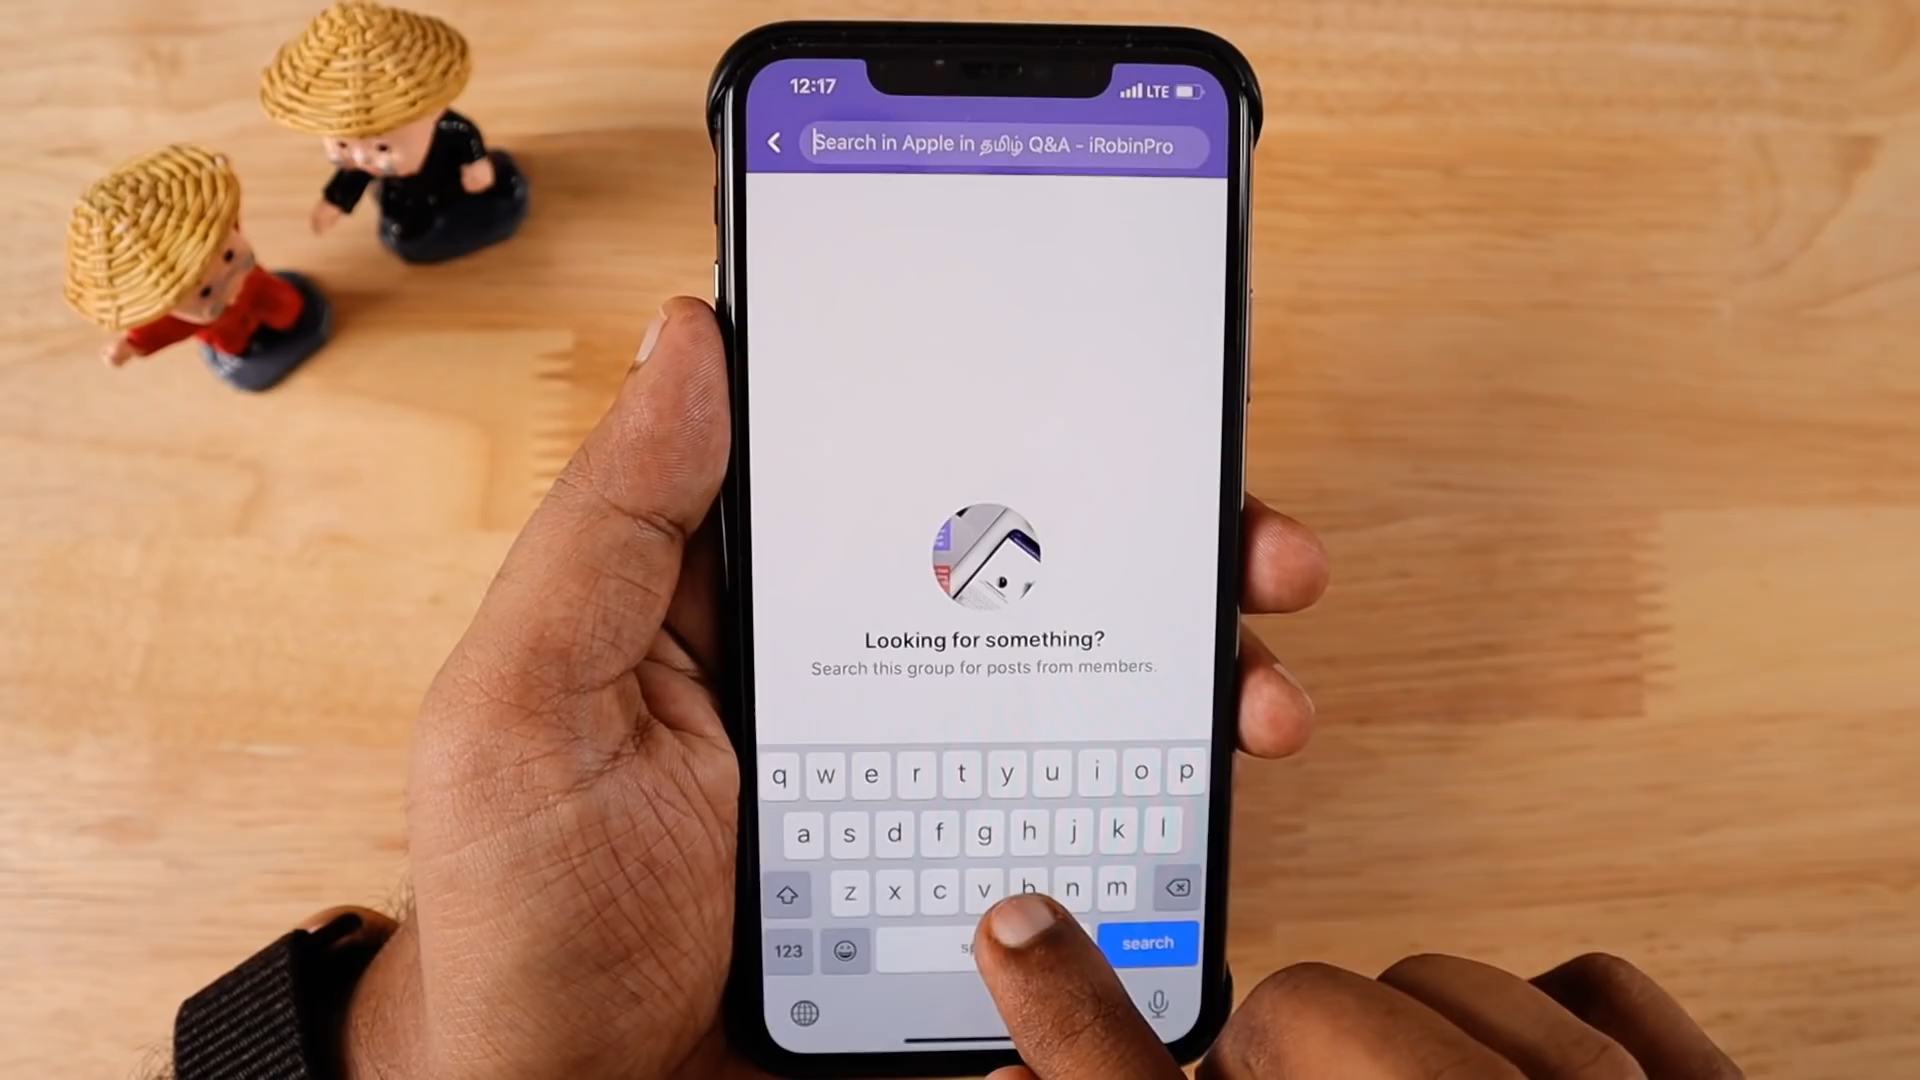 12:17
LTE
Search in Apple in தமிழ் Q&A - iRobinPro
Looking for something?
Search this group for posts from members.
q w e r t y u i o p
a s d f g h j k l
z x c v b n m
123
search